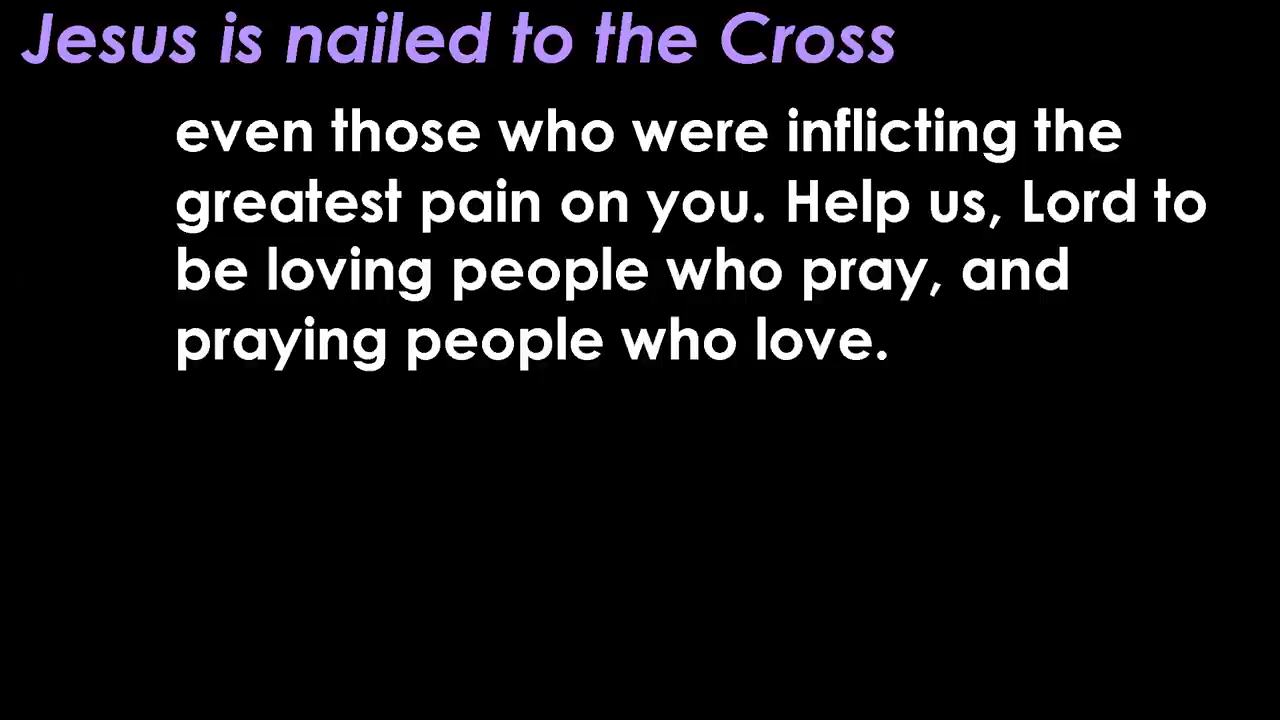 Jesus is nailed to the Cross
even those who were inflicting the
greatest pain on you. Help us, Lord to
be loving people who pray, and
praying people who love.